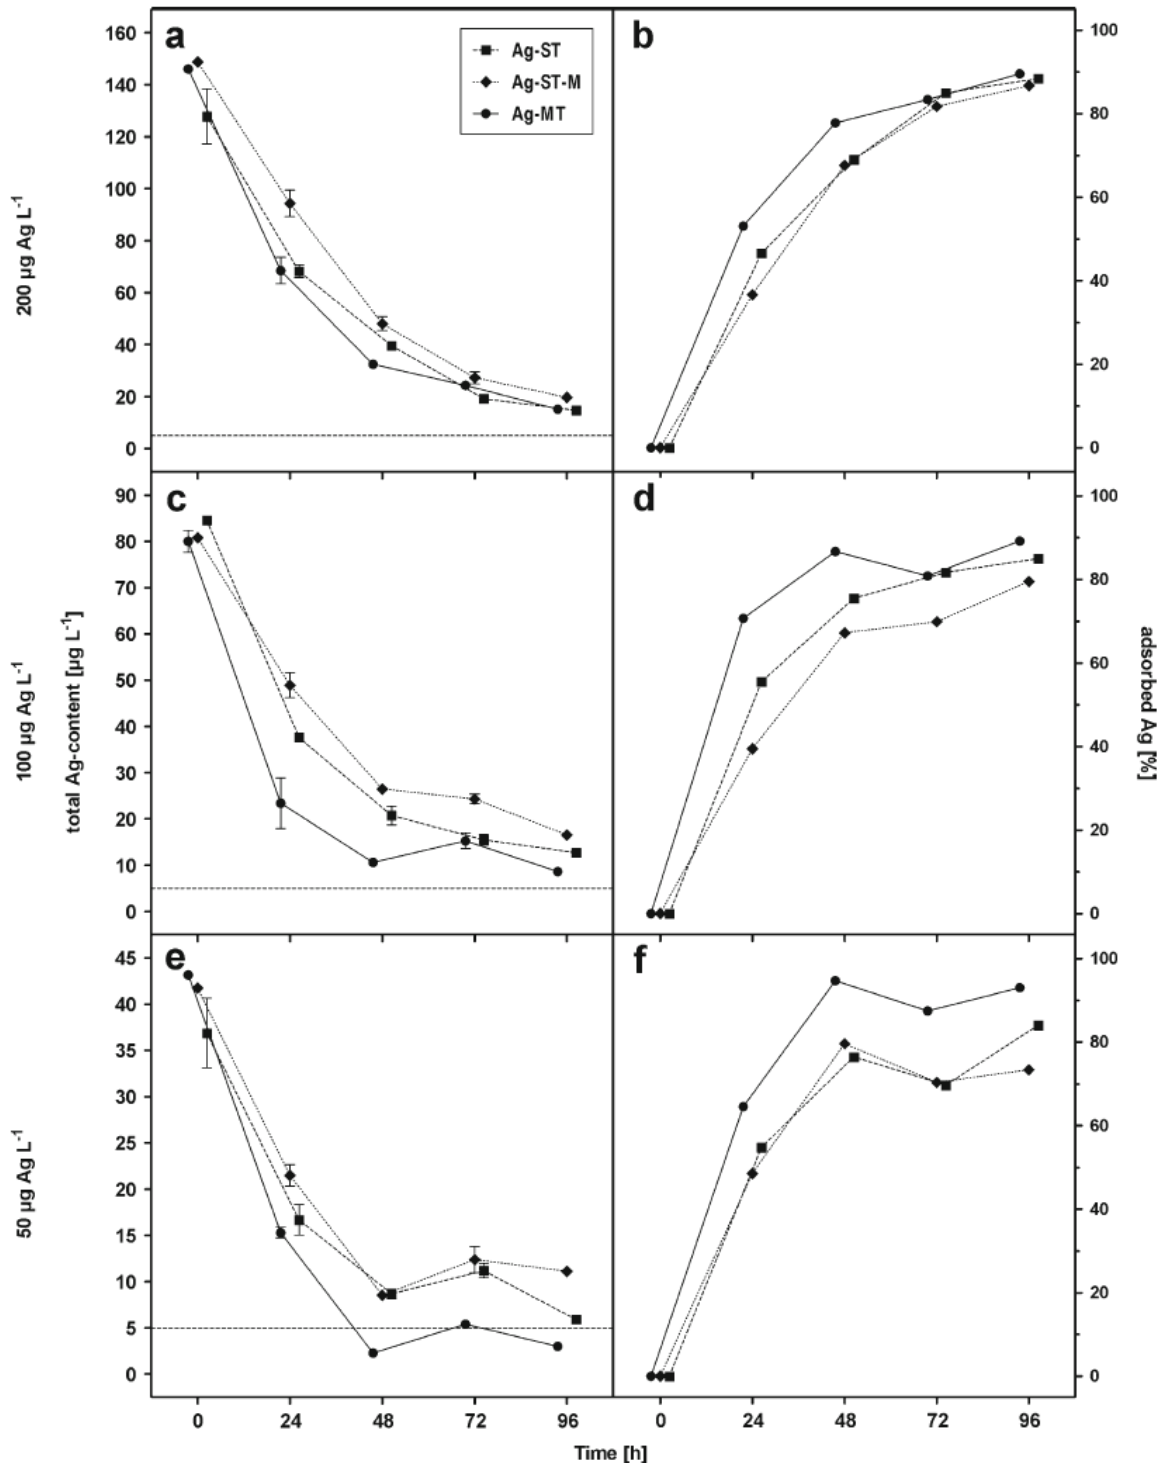 a
b
Ag-ST
Ag-ST-M
Ag-MT
160
140
120
100
80
60
40
20
0
100
80
60
40
20
0
200 µg Ag L-1
c
d
90
80
70
60
50
40
30
20
10
0
100
80
60
40
20
0
100 µg Ag L-1
total Ag-content [µg L-1]
adsorbed Ag [%]
e
f
45
40
35
30
25
20
15
10
5
0
100
80
60
40
20
0
50 µg Ag L-1
0 24 48 72 96 0 24 48 72 96
Time [h]